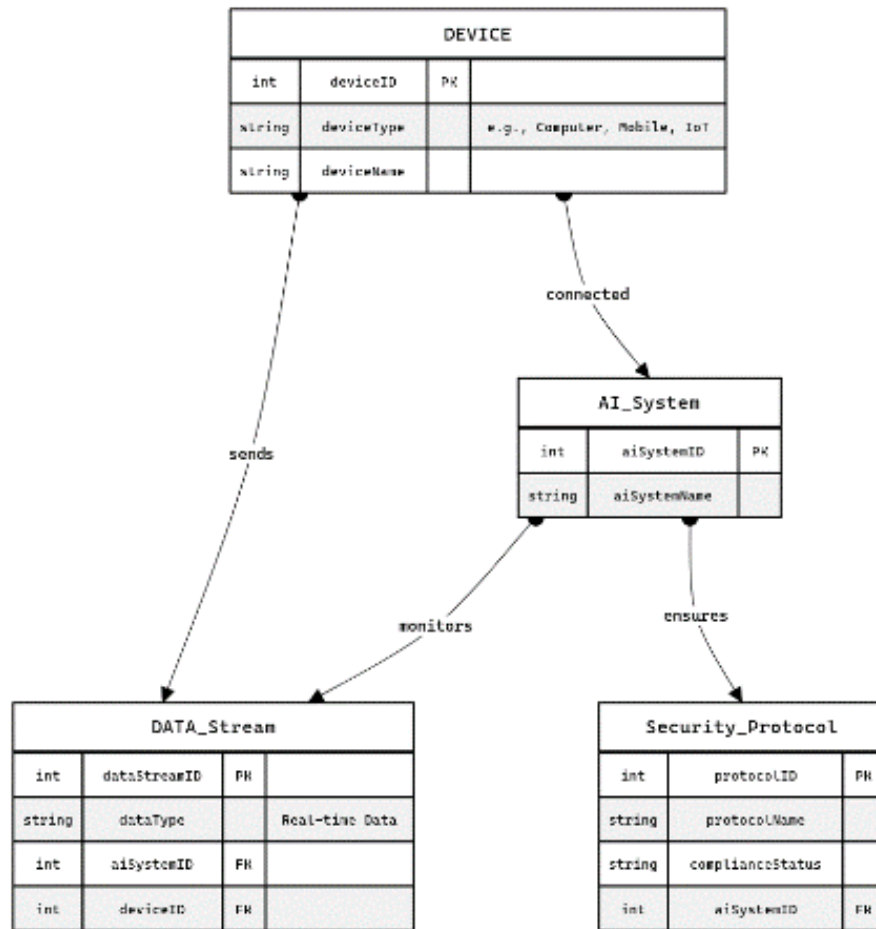 DEVICE
int deviceID PK
string deviceType e.g., Computer, Mobile, IoT
string deviceName
connected
AI_System
int aiSystemID PK
string aiSystemName
sends
monitors
ensures
DATA_Stream
int dataStreamID PK
string dataType Real-time Data
int aiSystemID FK
int deviceID FK
Security_Protocol
int protocolID PK
string protocolName
string complianceStatus
int aiSystemID FK